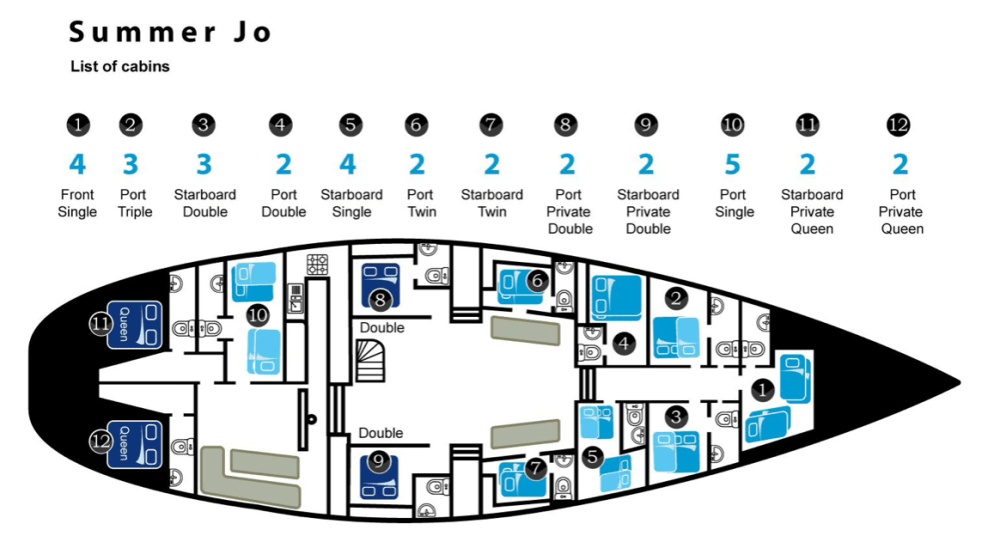 Summer Jo
List of cabins
1 2 3 4 5 6 7 8 9 10 11 12
4 3 3 2 4 2 2 2 2 5 2 2
Front Single
Port Triple
Starboard Double
Port Double
Starboard Single
Port Twin
Starboard Twin
Port Private Double
Starboard Private Double
Port Single
Starboard Private Queen
Port Private Queen
6
8
2
10
11
Queen
Double
4
1
3
Double
12
Queen
9
7
5